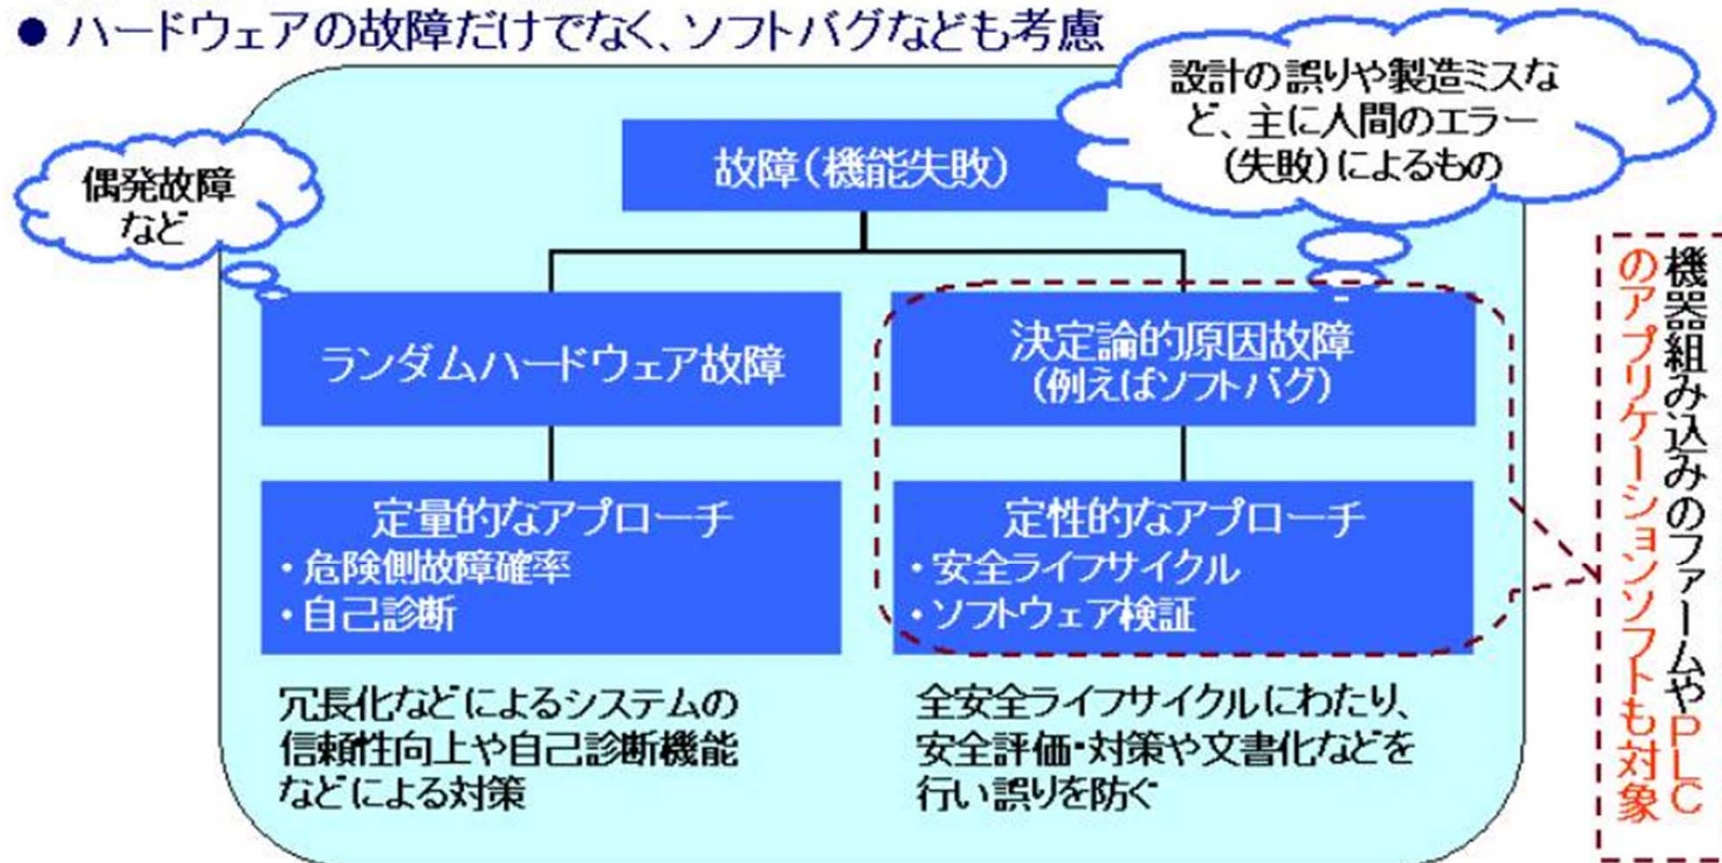 ● ハードウェアの故障だけでなく、ソフトバグなども考慮
設計の誤りや製造ミスな
ど、主に人間のエラー
(失敗)によるもの
故障(機能失敗)
偶発故障
など
ランダムハードウェア故障
決定論的原因故障
(例えばソフトバグ)
定量的なアプローチ
・危険側故障確率
・自己診断
定性的なアプローチ
・安全ライフサイクル
・ソフトウェア検証
冗長化などによるシステムの
信頼性向上や自己診断機能
などによる対策
全安全ライフサイクルにわたり、
安全評価・対策や文書化などを
行い誤りを防ぐ
機器組み込みのファームやPLC
のアプリケーションソフトも対象